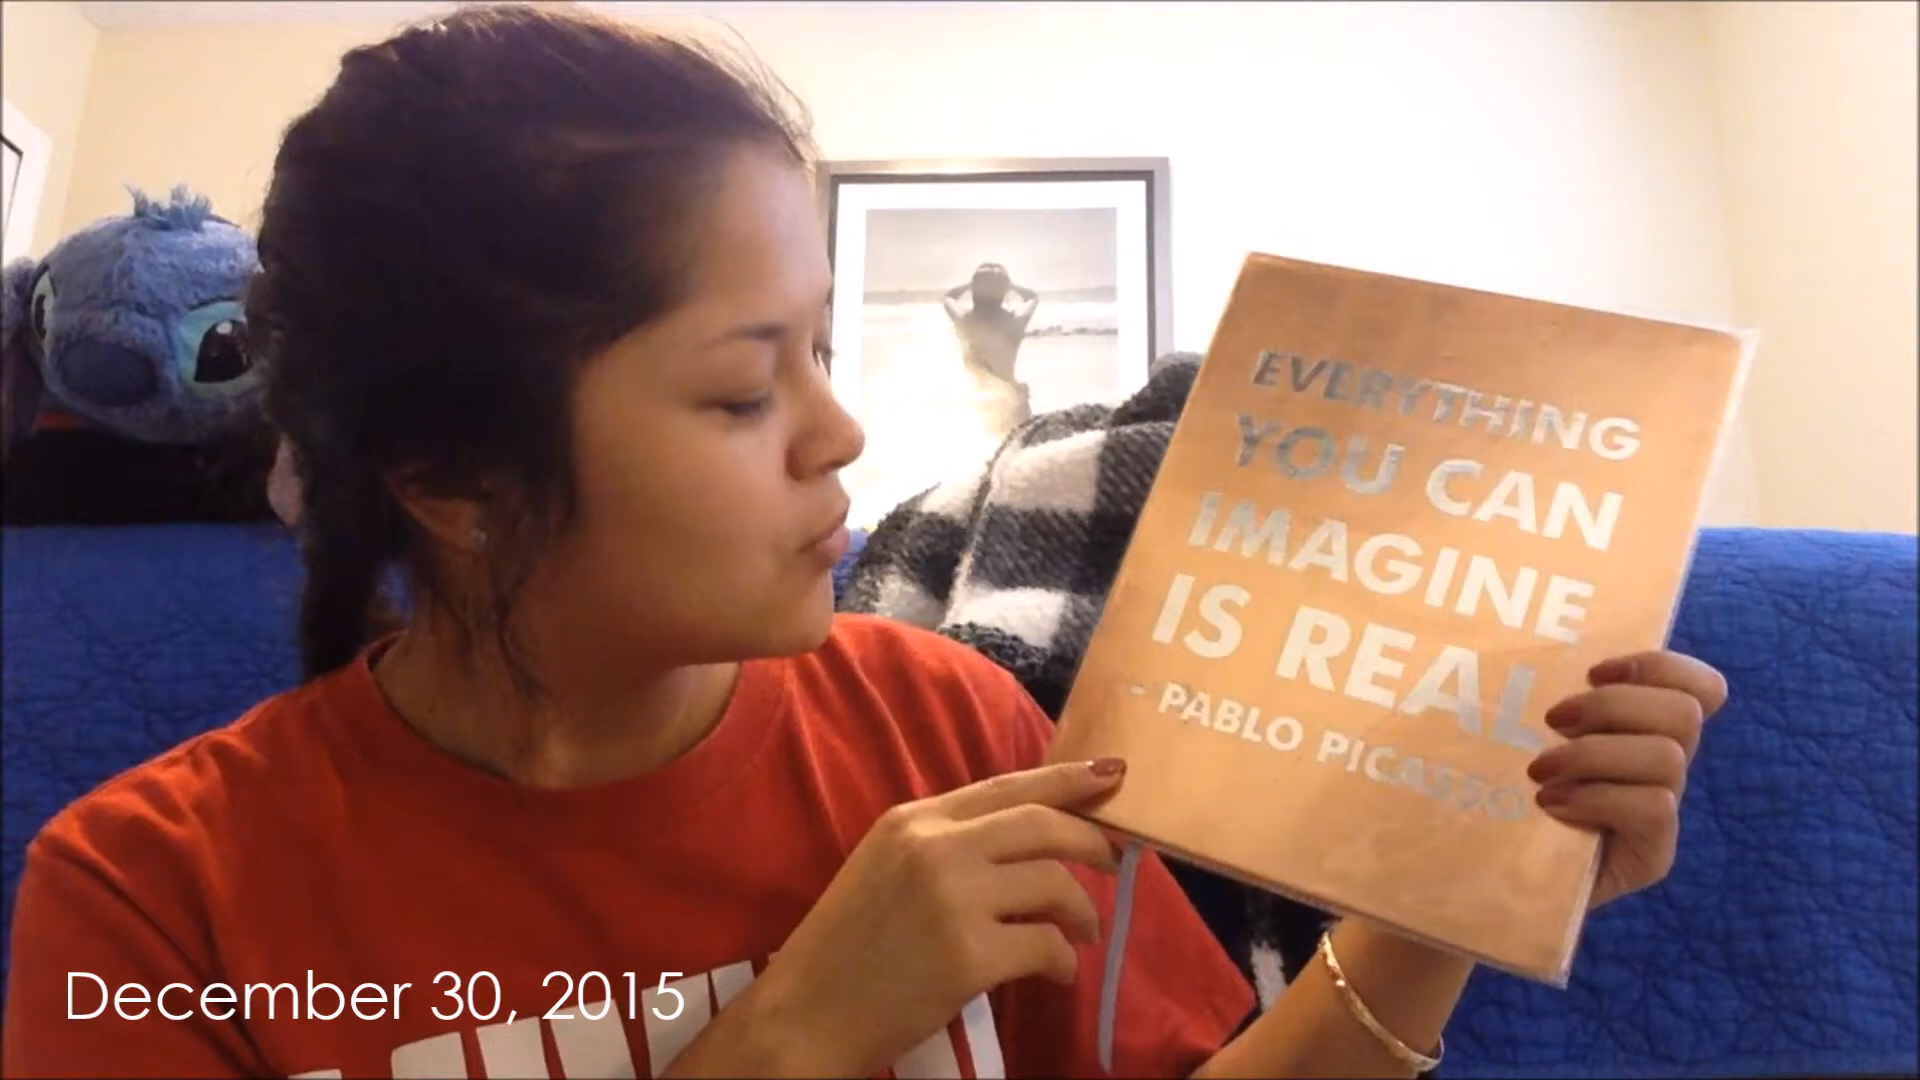 EVERYTHING
YOU CAN
IMAGINE
IS REAL
- PABLO PICASSO
December 30, 2015